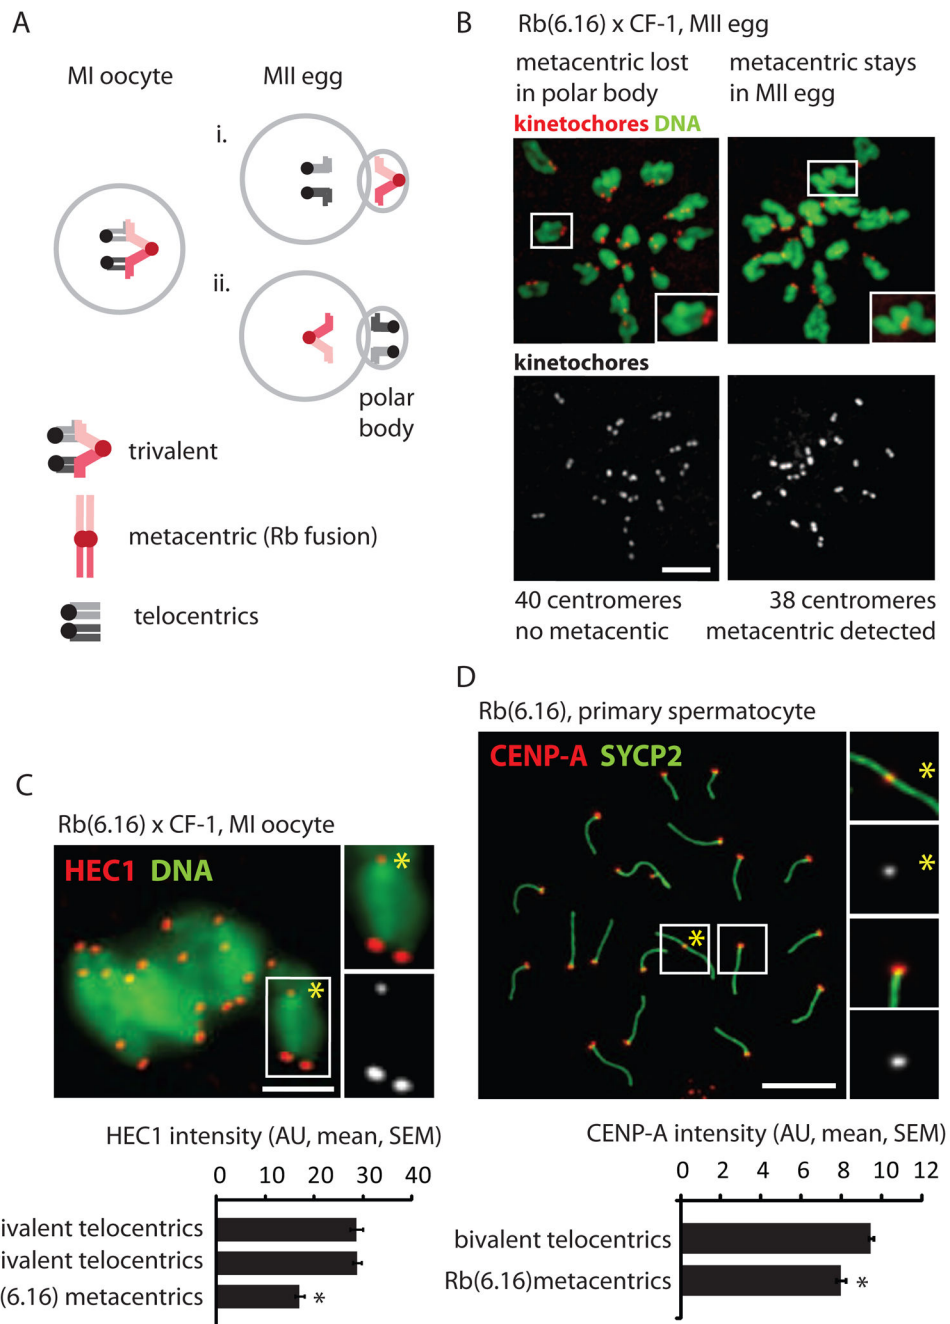 A
MI oocyte
MII egg
i.
ii.
polar
body
trivalent
metacentric (Rb fusion)
telocentrics
B
Rb(6.16) x CF-1, MII egg
metacentric lost
in polar body
metacentric stays
in MII egg
kinetochores DNA
kinetochores
40 centromeres
no metacentic
38 centromeres
metacentric detected
C
Rb(6.16) x CF-1, MI oocyte
HEC1 DNA
*
*
HEC1 intensity (AU, mean, SEM)
0 10 20 30 40
ivalent telocentrics
ivalent telocentrics
(6.16) metacentrics
*
D
Rb(6.16), primary spermatocyte
CENP-A SYCP2
*
*
*
CENP-A intensity (AU, mean, SEM)
0 2 4 6 8 10 12
bivalent telocentrics
Rb(6.16)metacentrics
*